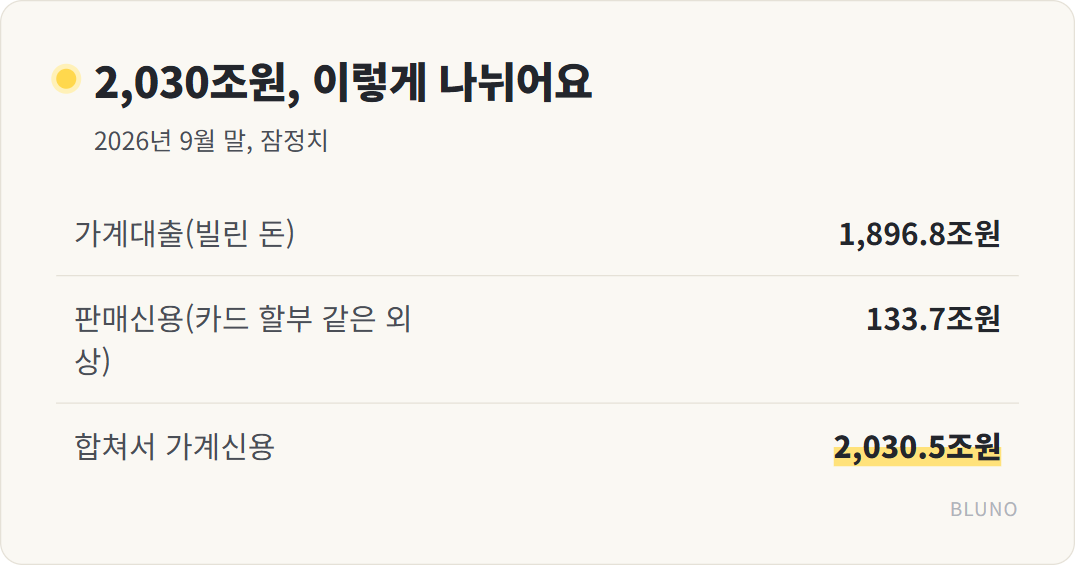 2,030조원, 이렇게 나뉘어요
2026년 9월 말, 잠정치
가계대출(빌린 돈) 1,896.8조원
판매신용(카드 할부 같은 외 133.7조원
상)
합쳐서 가계신용 2,030.5조원
BLUNO